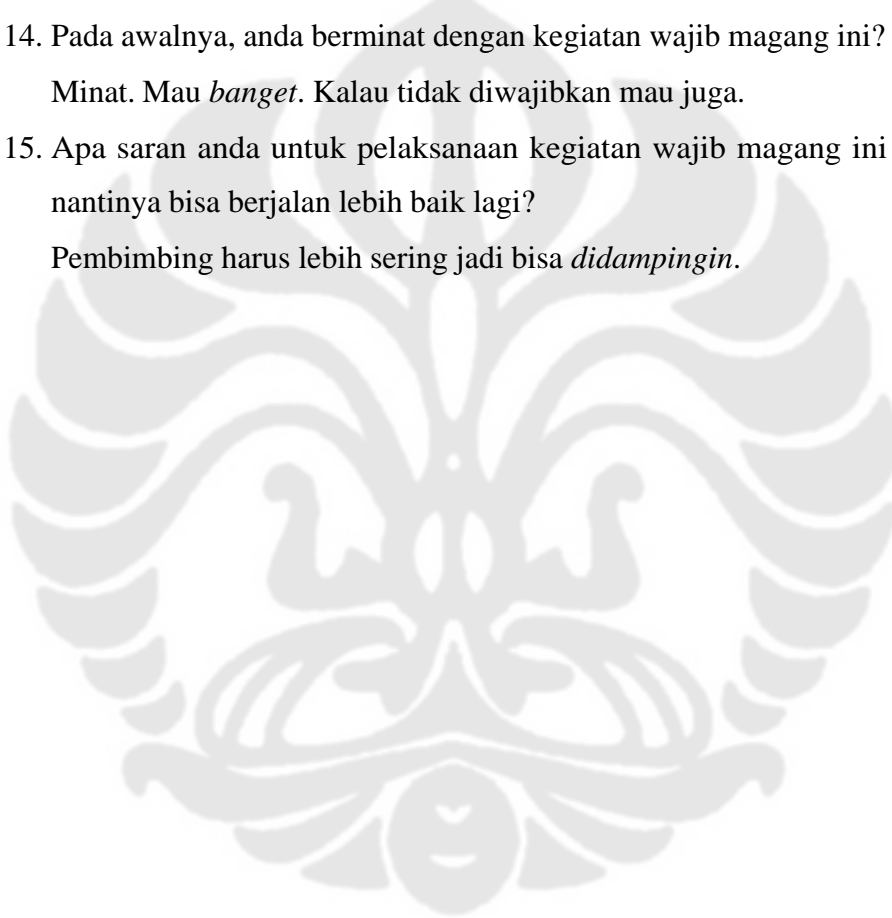 14. Pada awalnya, anda berminat dengan kegiatan wajib magang ini?
Minat. Mau banget. Kalau tidak diwajibkan mau juga.
15. Apa saran anda untuk pelaksanaan kegiatan wajib magang ini
nantinya bisa berjalan lebih baik lagi?
Pembimbing harus lebih sering jadi bisa didampingin.